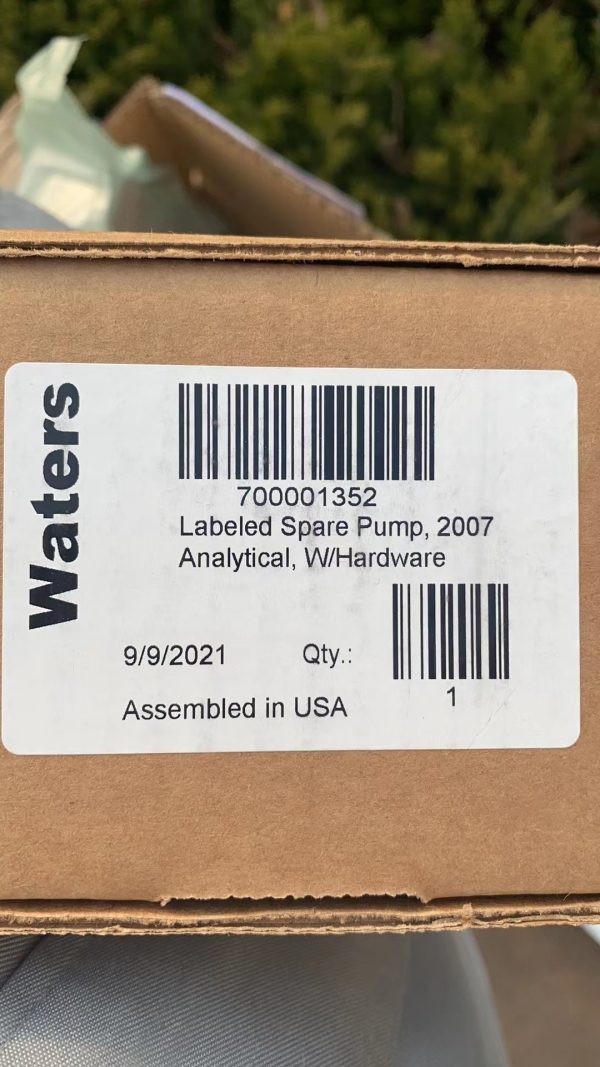 Waters
700001352
Labeled Spare Pump, 2007
Analytical, W/Hardware
9/9/2021 Qty.:
1
Assembled in USA